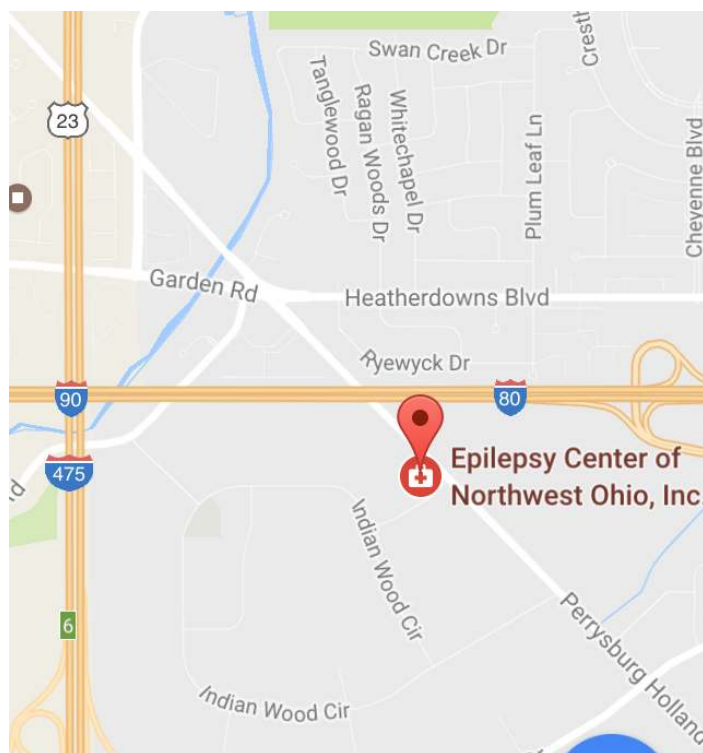 Swan Creek Dr
Crest
23
Tanglewood Dr
Ragan Woods Dr
Whitechapel Dr
Plum Leaf Ln
Cheyenne Blvd
Garden Rd
Heatherdowns Blvd
Ryewyck Dr
90
80
475
Epilepsy Center of
Northwest Ohio, Inc.
Rd
Indian Wood Cir
6
Perrysburg Holland
Indian Wood Cir